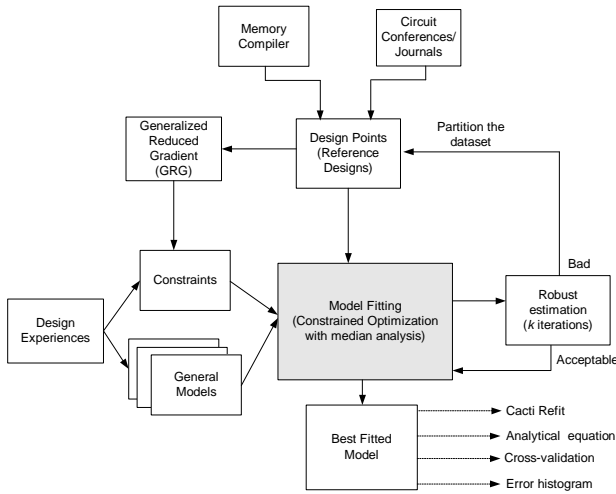 Memory
Compiler
Circuit
Conferences/
Journals
Generalized
Reduced
Gradient
(GRG)
Design Points
(Reference
Designs)
Partition the
dataset
Constraints
Bad
Design
Experiences
Model Fitting
(Constrained Optimization
with median analysis)
Robust
estimation
(k iterations)
General
Models
Acceptable
Best Fitted
Model
Cacti Refit
Analytical equation
Cross-validation
Error histogram